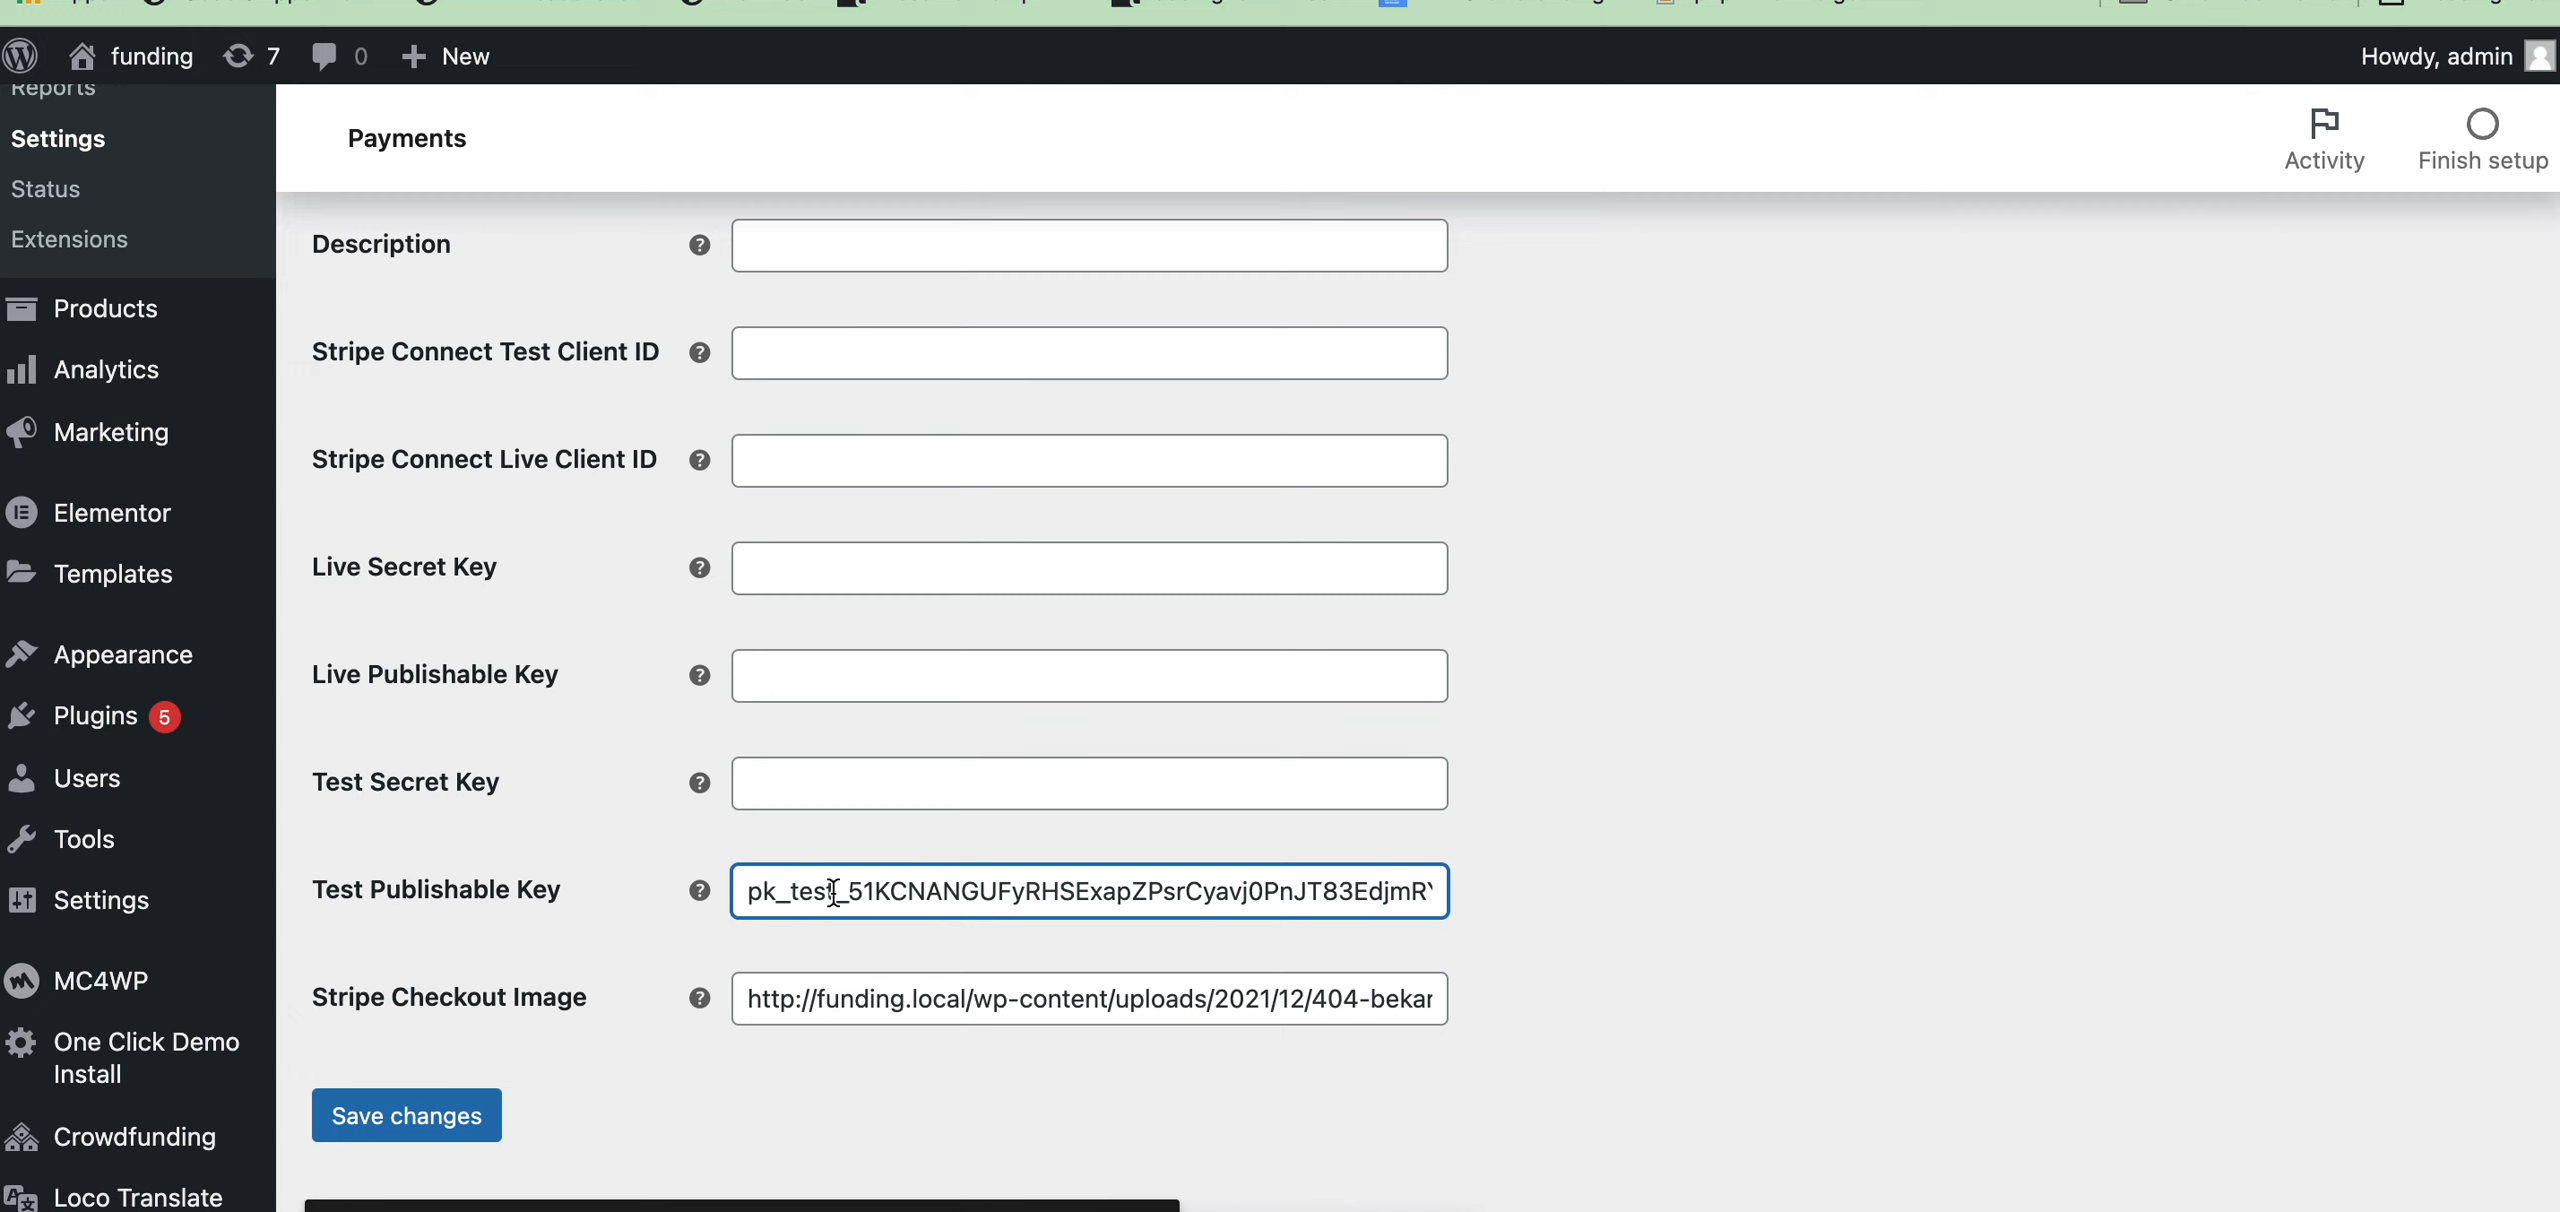 funding 7 0 New Howdy, admin
Reports
Settings
Status
Extensions
Products
Analytics
Marketing
Elementor
Templates
Appearance
Plugins 5
Users
Tools
Settings
MC4WP
One Click Demo
Install
Crowdfunding
Loco Translate
Payments
Activity
Finish setup
Description
Stripe Connect Test Client ID
Stripe Connect Live Client ID
Live Secret Key
Live Publishable Key
Test Secret Key
Test Publishable Key pk_test_51KCNANGUFyRHSExapZPsrCyavj0PnJT83EdjmR
Stripe Checkout Image http://funding.local/wp-content/uploads/2021/12/404-bekar
Save changes